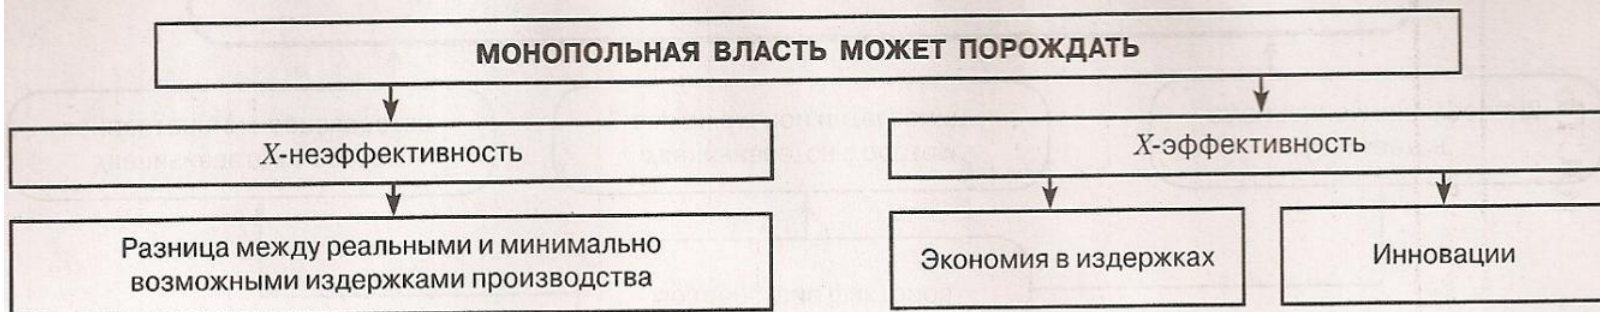 МОНОПОЛЬНАЯ ВЛАСТЬ МОЖЕТ ПОРОЖДАТЬ
X-неэффективность
X-эффективность
Разница между реальными и минимально
возможными издержками производства
Экономия в издержках
Инновации